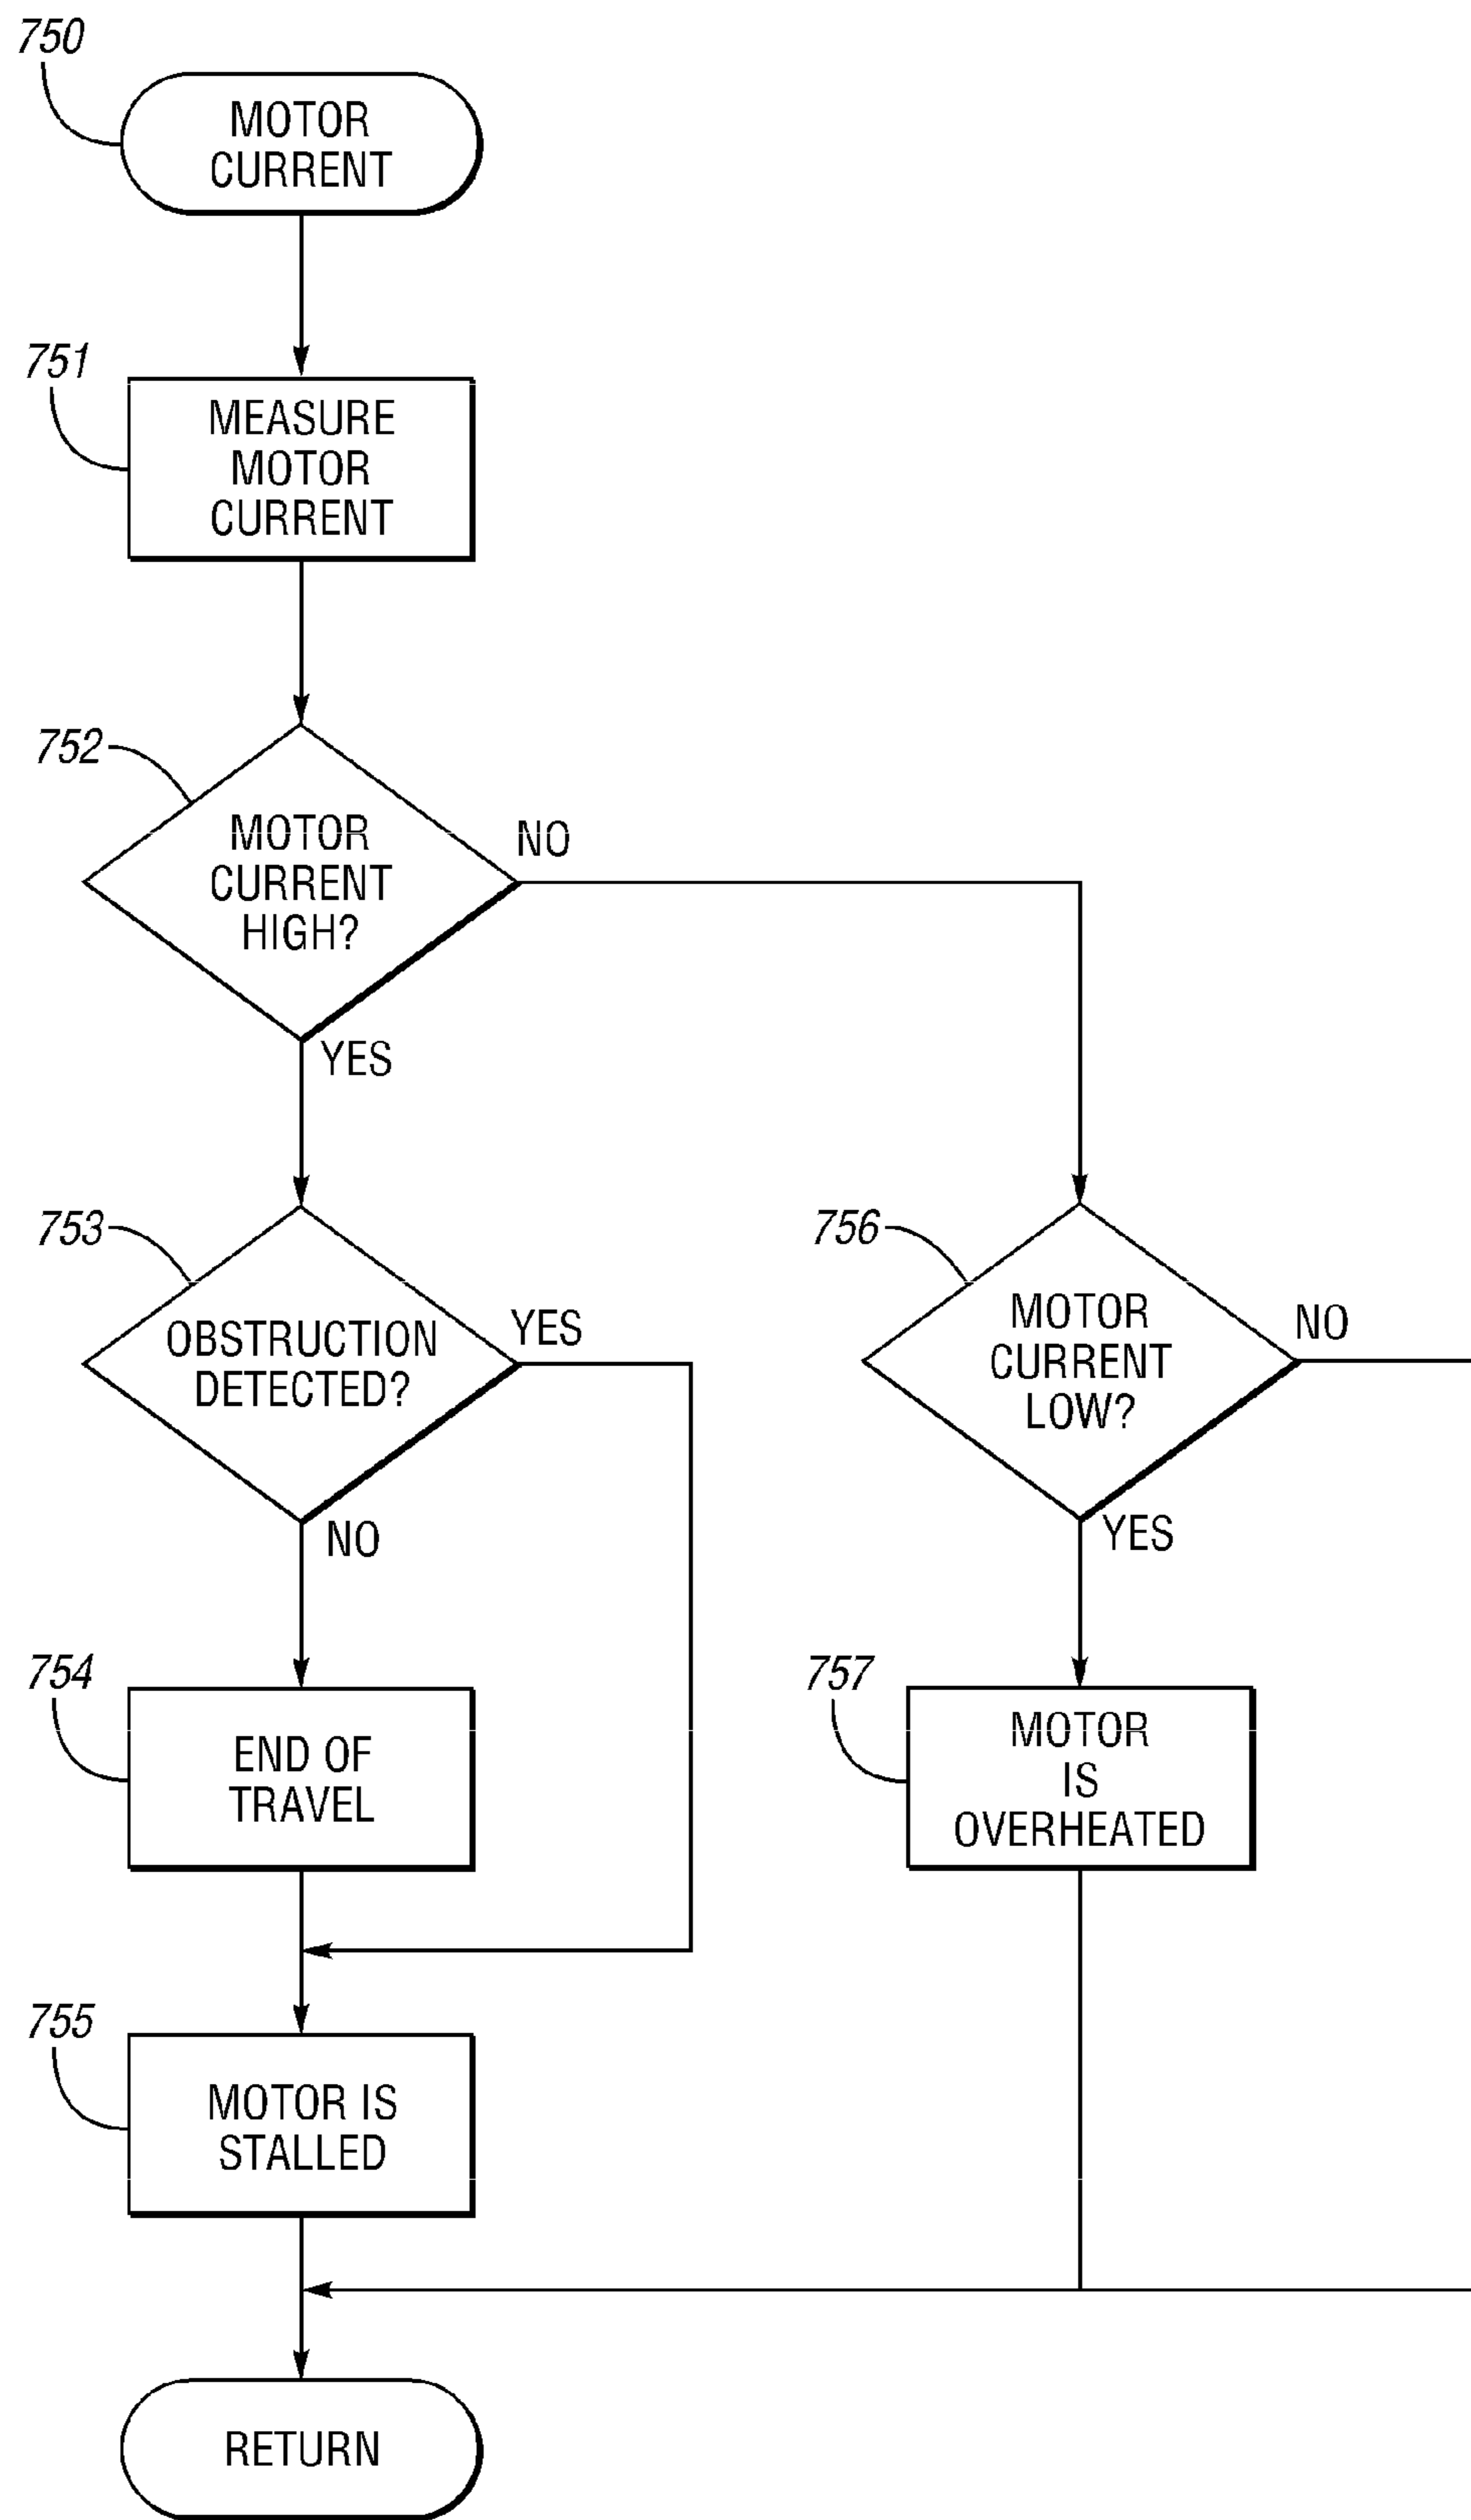 750
MOTOR
CURRENT
751
MEASURE
MOTOR
CURRENT
752
MOTOR
CURRENT
HIGH?
NO
YES
753
OBSTRUCTION
DETECTED?
YES
NO
756
MOTOR
CURRENT
LOW?
NO
YES
754
END OF
TRAVEL
757
MOTOR
IS
OVERHEATED
755
MOTOR IS
STALLED
RETURN